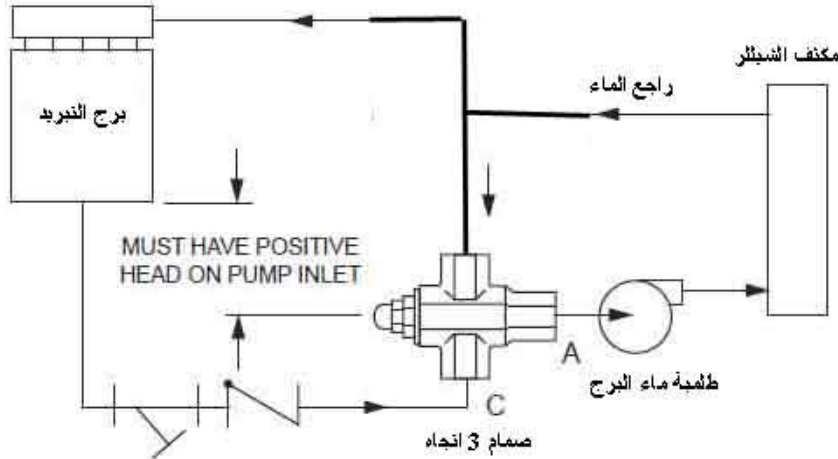 مكثف الشيللر
راجع الماء
برج التبريد
MUST HAVE POSITIVE
HEAD ON PUMP INLET
A
طلمبة ماء البرج
C
صمام 3 اتجاه